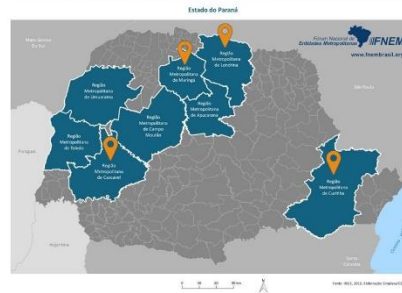 Estado do Paraná
Mato Grosso
Do Sul
Fórum Nacional de
Entidades Metropolitanas
FNEM
www.fnembrasil.org
São Paulo
Região
Metropolitana
de Londrina
Região
Metropolitana
de Maringá
Região
Metropolitana
de Umuarama
Região
Metropolitana
de Apucarana
Região
Metropolitana
de Campo
Mourão
Região
Metropolitana
de Toledo
Região
Metropolitana
de Cascavel
Região
Metropolitana
de Curitiba
Paraguai
Argentina
Santa
Catarina
N